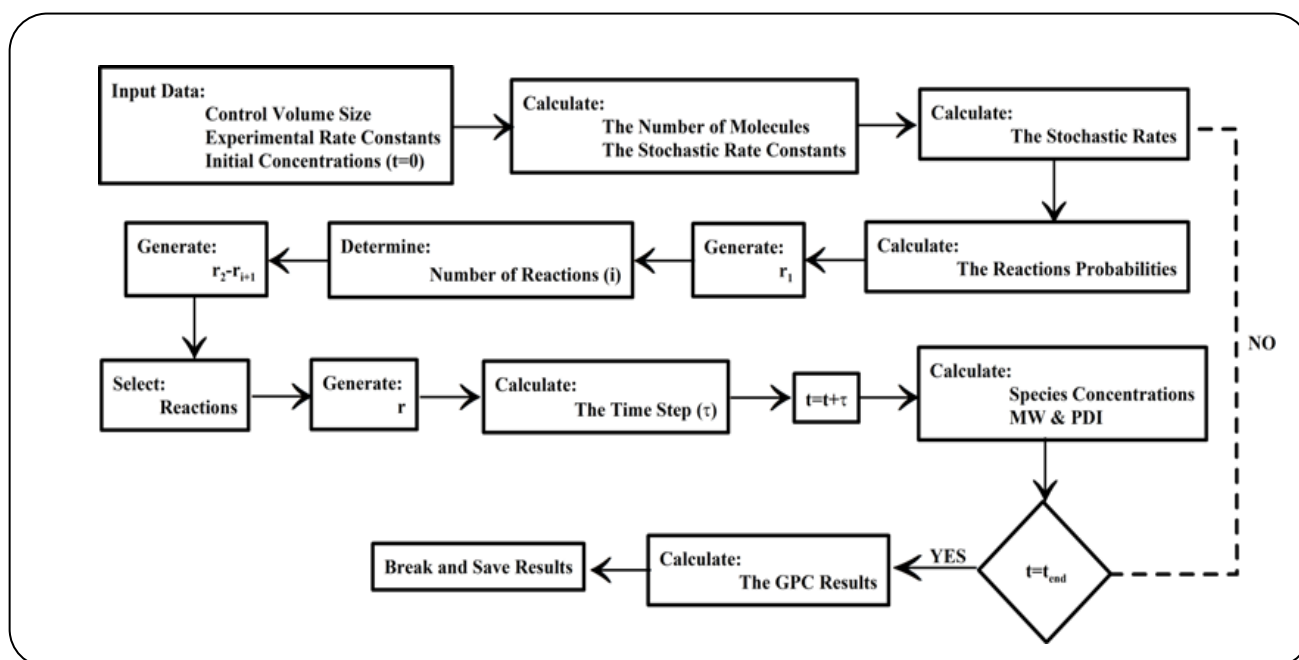 Input Data:
Control Volume Size
Experimental Rate Constants
Initial Concentrations (t=0)
Calculate:
The Number of Molecules
The Stochastic Rate Constants
Calculate:
The Stochastic Rates
Calculate:
The Reactions Probabilities
Generate:
r₁
Determine:
Number of Reactions (i)
Generate:
r₂-rᵢ₊₁
Select:
Reactions
Generate:
r
Calculate:
The Time Step (τ)
t=t+τ
Calculate:
Species Concentrations
MW & PDI
NO
t=tend
YES
Calculate:
The GPC Results
Break and Save Results